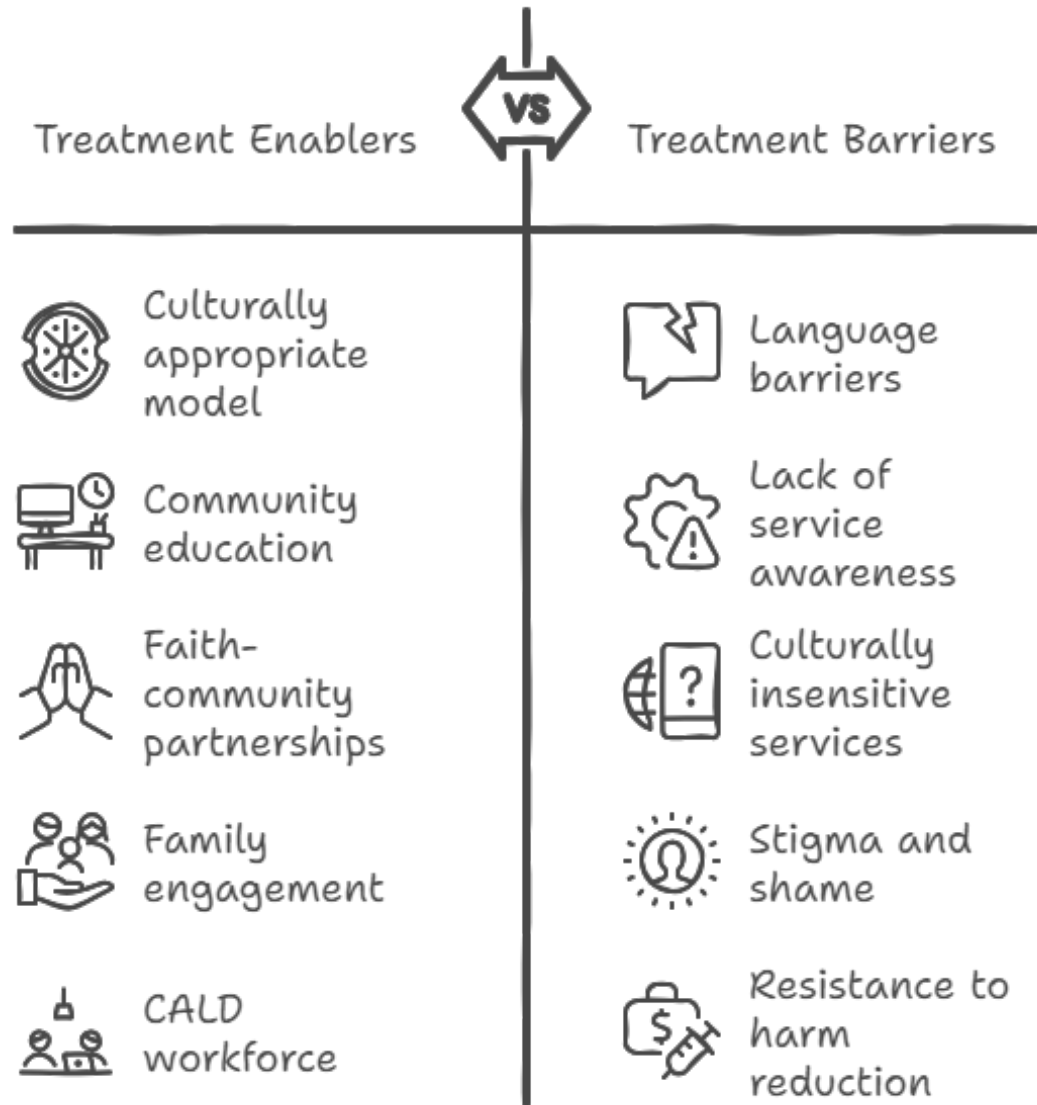 VS
Treatment Enablers
Treatment Barriers
Culturally
appropriate
model
Community
education
Faith-
community
partnerships
Family
engagement
CALD
workforce
Language
barriers
Lack of
service
awareness
Culturally
insensitive
services
Stigma and
shame
Resistance to
harm
reduction
?
$
!